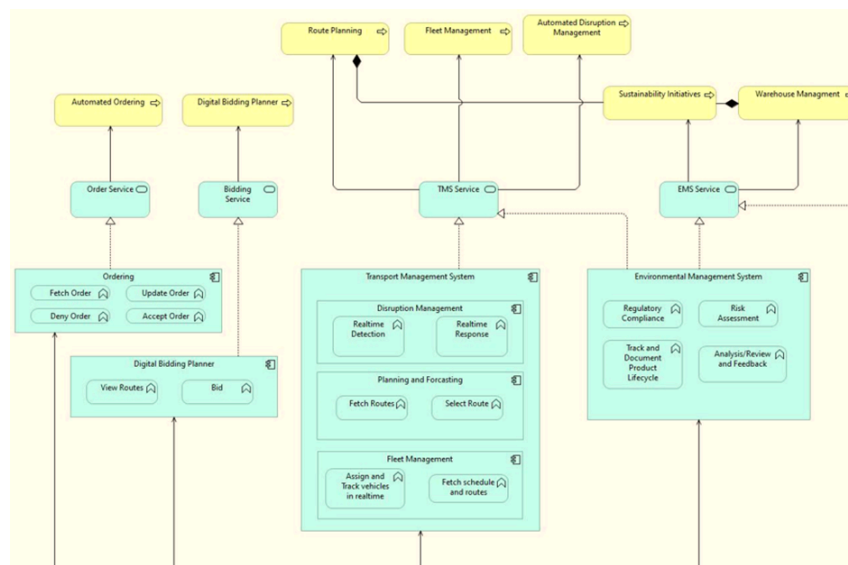 Route Planning
Fleet Management
Automated Disruption
Management
Automated Ordering
Digital Bidding Planner
Sustainability Initiatives
Warehouse Managment
Order Service
Bidding
Service
TMS Service
EMS Service
Ordering
Fetch Order
Update Order
Deny Order
Accept Order
Digital Bidding Planner
View Routes
Bid
Transport Management System
Disruption Management
Realtime
Detection
Realtime
Response
Planning and Forcasting
Fetch Routes
Select Route
Fleet Management
Assign and
Track vehicles
in realtime
Fetch schedule
and routes
Environmental Management System
Regulatory
Compliance
Risk
Assessment
Track and
Document
Product
Lifecycle
Analysis/Review
and Feedback